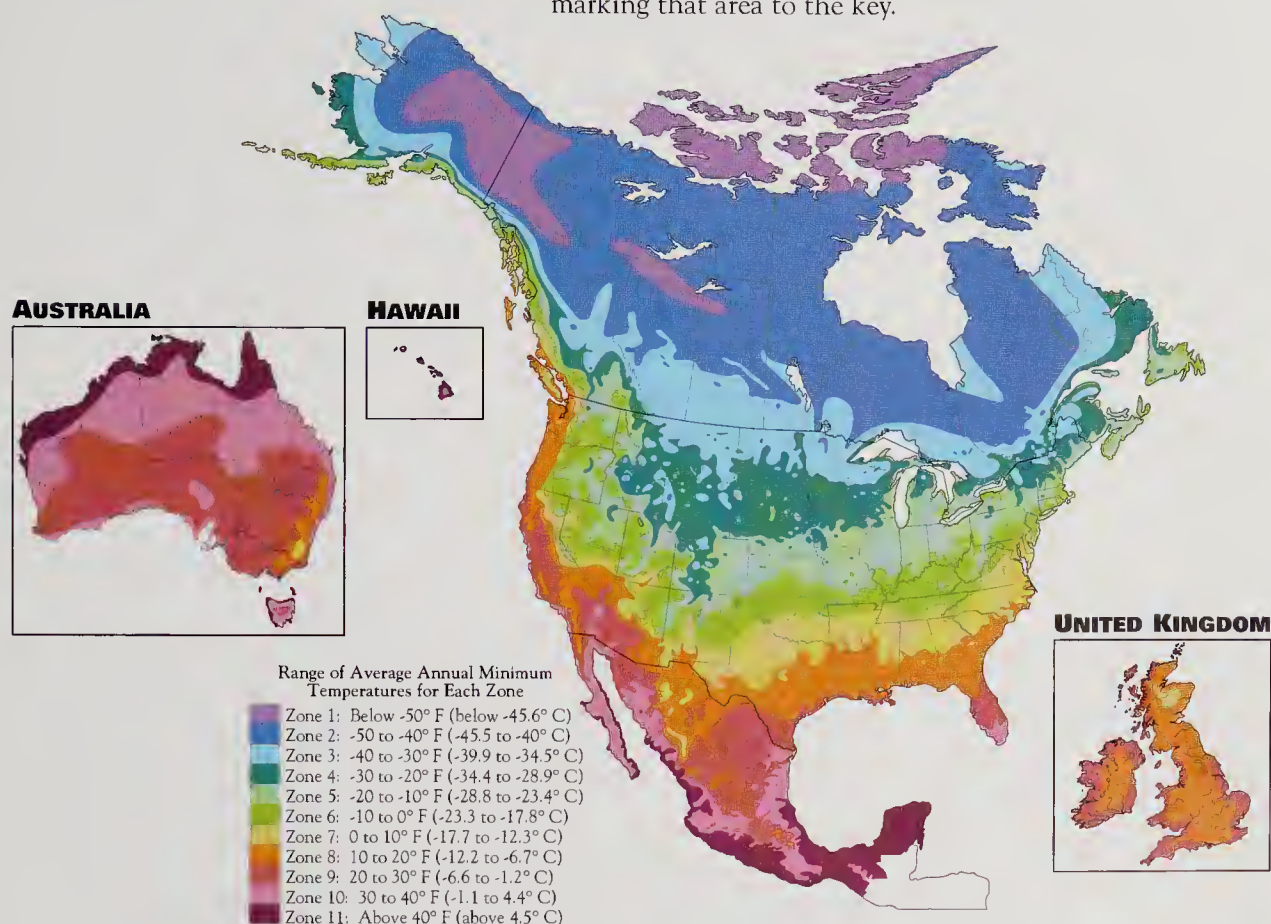 marking that area to the key.
AUSTRALIA
HAWAII
UNITED KINGDOM
Range of Average Annual Minimum
Temperatures for Each Zone
Zone 1: Below -50° F (below -45.6° C)
Zone 2: -50 to -40° F (-45.5 to -40° C)
Zone 3: -40 to -30° F (-39.9 to -34.5° C)
Zone 4: -30 to -20° F (-34.4 to -28.9° C)
Zone 5: -20 to -10° F (-28.8 to -23.4° C)
Zone 6: -10 to 0° F (-23.3 to -17.8° C)
Zone 7: 0 to 10° F (-17.7 to -12.3° C)
Zone 8: 10 to 20° F (-12.2 to -6.7° C)
Zone 9: 20 to 30° F (-6.6 to -1.2° C)
Zone 10: 30 to 40° F (-1.1 to 4.4° C)
Zone 11: Above 40° F (above 4.5° C)